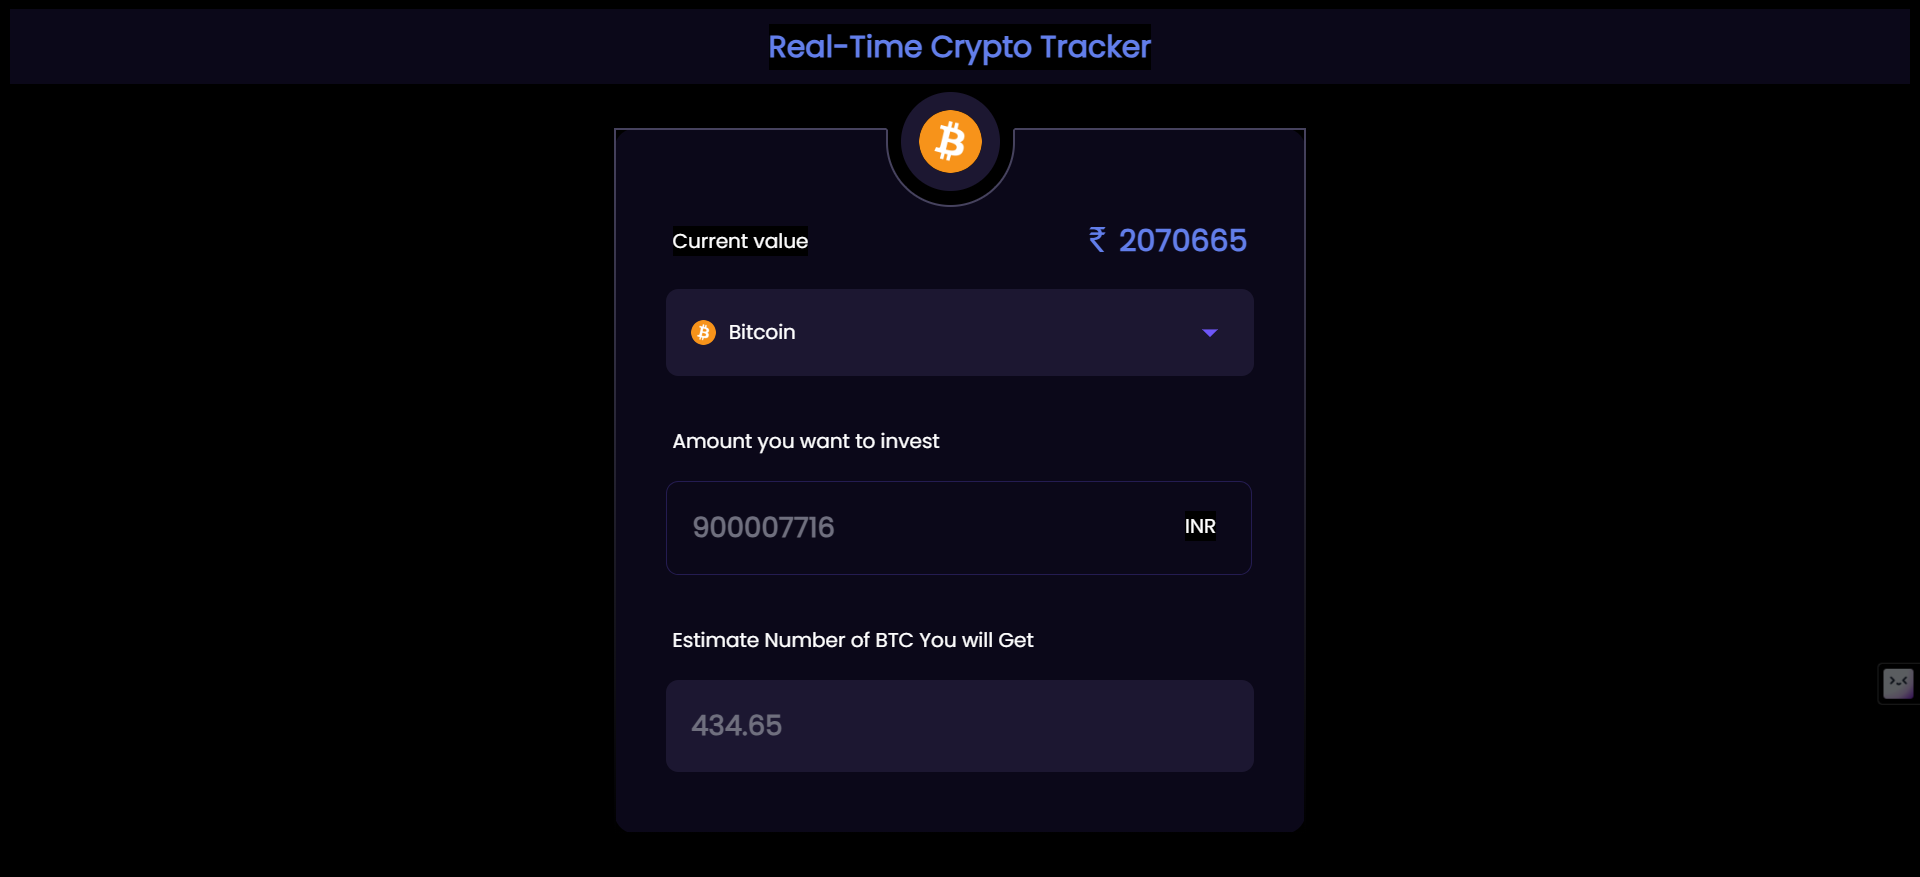 Real-Time Crypto Tracker
Current value
₹ 2070665
Bitcoin
Amount you want to invest
900007716 INR
Estimate Number of BTC You will Get
434.65